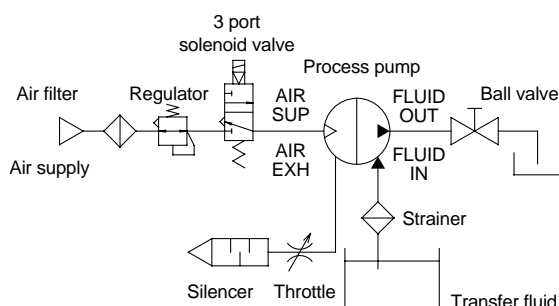 3 port
solenoid valve
Process pump
Air filter
Regulator
AIR
SUP
FLUID
OUT
Ball valve
Air supply
AIR
EXH
FLUID
IN
Strainer
Silencer
Throttle
Transfer fluid